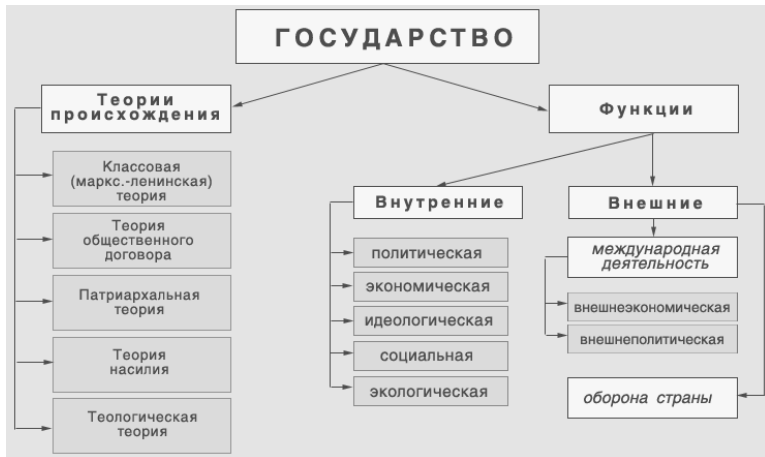 ГОСУДАРСТВО
Теории
происхождения
Классовая
(маркс.-ленинская)
теория
Теория
общественного
договора
Патриархальная
теория
Теория
насилия
Теологическая
теория
Функции
Внутренние
политическая
экономическая
идеологическая
социальная
экологическая
Внешние
международная
деятельность
внешнеэкономическая
внешнеполитическая
оборона страны